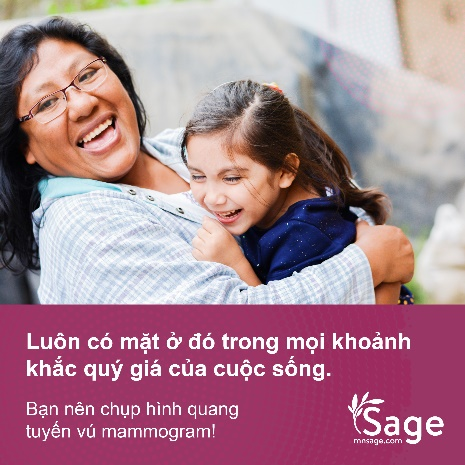 Luôn có mặt ở đó trong mọi khoảnh
khắc quý giá của cuộc sống.
Bạn nên chụp hình quang
tuyến vú mammogram!
Sage
mnsage.com